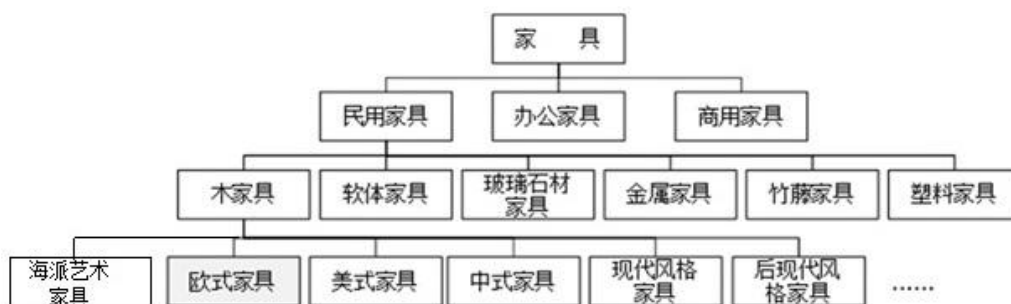 家 具
民用家具 办公家具 商用家具
木家具 软体家具 玻璃石材家具 金属家具 竹藤家具 塑料家具
海派艺术家具 欧式家具 美式家具 中式家具 现代风格家具 后现代风格家具 ……